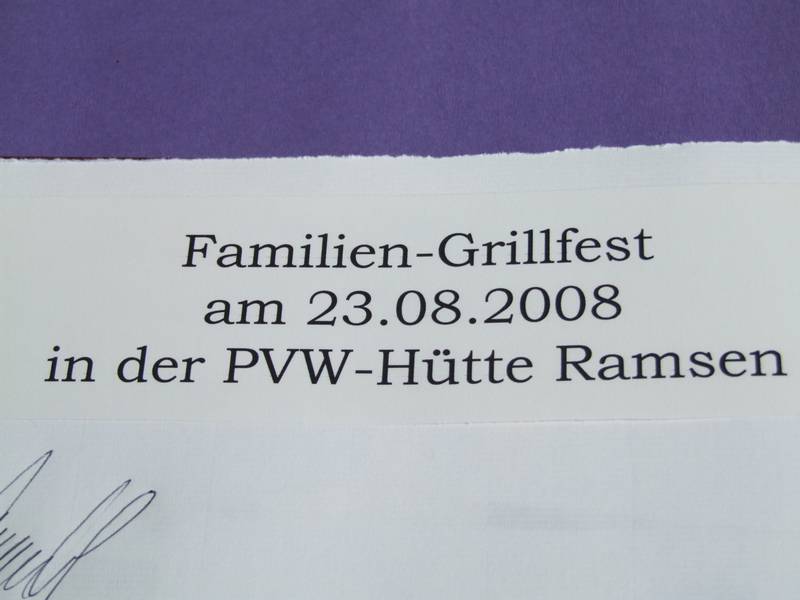 Familien-Grillfest
am 23.08.2008
in der PVW-Hütte Ramsen